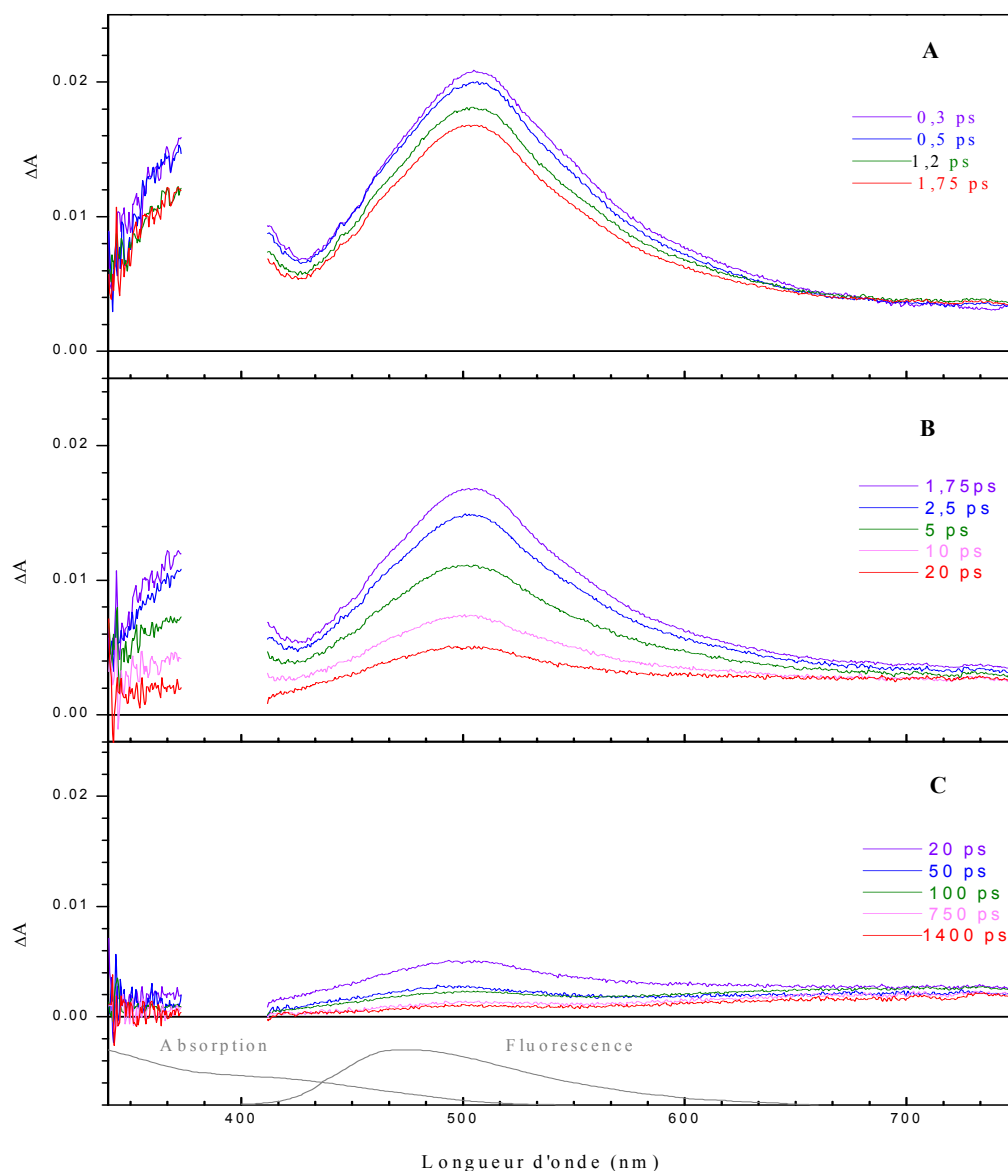 A
0.02
0,3 ps
0,5 ps
1,2 ps
1,75 ps
ΔA
0.01
0.00
B
0.02
1,75ps
2,5 ps
5 ps
10 ps
20 ps
ΔA
0.01
0.00
C
0.02
20 ps
50 ps
100 ps
750 ps
1400 ps
ΔA
0.01
0.00
Absorption
Fluorescence
400
500
600
700
Longueur d'onde (nm)